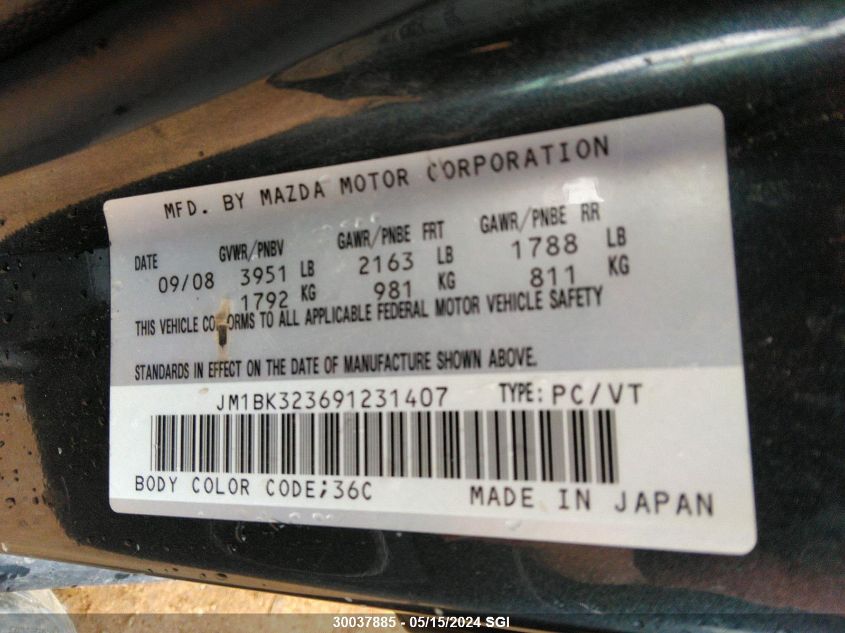 MFD. BY MAZDA MOTOR CORPORATION
DATE GVWR/PNBV GAWR/PNBE FRT GAWR/PNBE RR
09/08 3951 LB 2163 LB 1788 LB
1792 KG 981 KG 811 KG
THIS VEHICLE CONFORMS TO ALL APPLICABLE FEDERAL MOTOR VEHICLE SAFETY
STANDARDS IN EFFECT ON THE DATE OF MANUFACTURE SHOWN ABOVE.
JM1BK323691231407 TYPE: PC/VT
BODY COLOR CODE;36C MADE IN JAPAN
30037885 - 05/15/2024 SGI